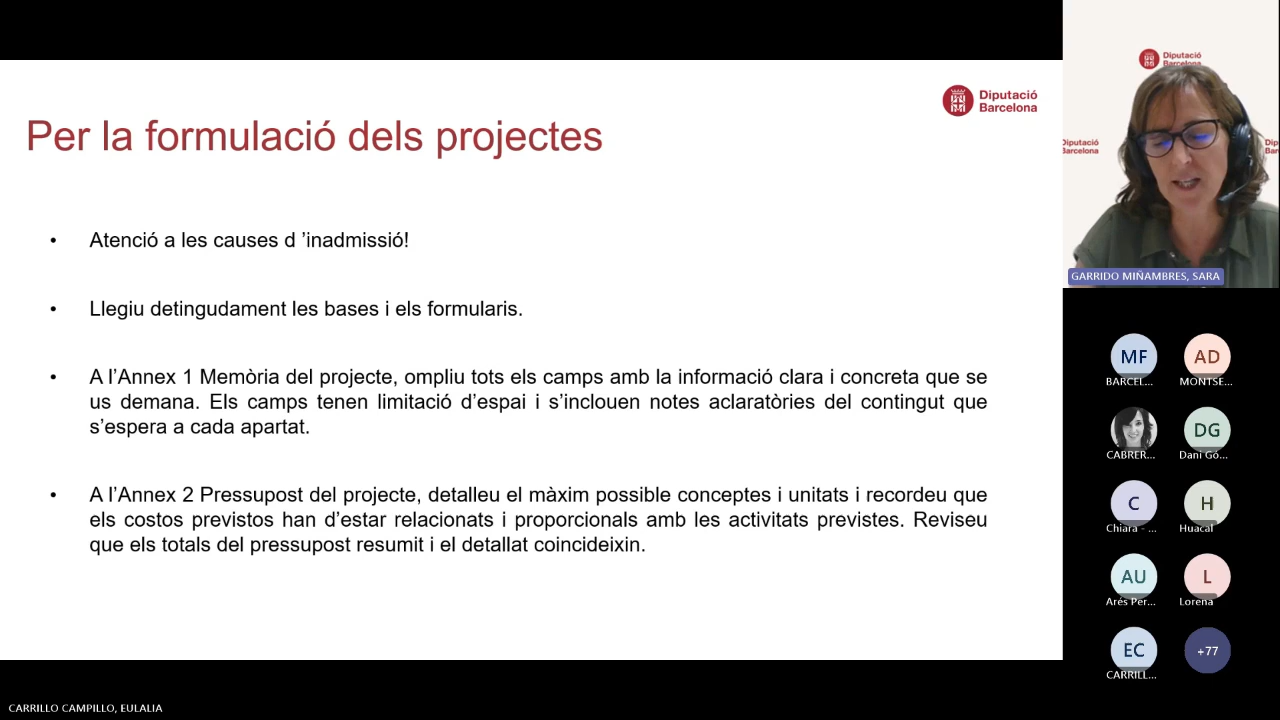 Diputació
Barcelona
Per la formulació dels projectes
• Atenció a les causes d ’inadmissió!
• Llegiu detingudament les bases i els formularis.
• A l’Annex 1 Memòria del projecte, ompliu tots els camps amb la informació clara i concreta que se
us demana. Els camps tenen limitació d’espai i s’inclouen notes aclaratòries del contingut que
s’espera a cada apartat.
• A l’Annex 2 Pressupost del projecte, detalleu el màxim possible conceptes i unitats i recordeu que
els costos previstos han d’estar relacionats i proporcionals amb les activitats previstes. Reviseu
que els totals del pressupost resumit i el detallat coincideixin.
Diputació
Barcelona
GARRIDO MIÑAMBRES, SARA
MF
BARCEL...
AD
MONTSE...
CABRER...
DG
Dani Gó...
C
Chiara - ...
H
Huacal
AU
Arés Per...
L
Lorena
EC
CARRILL...
+77
CARRILLO CAMPILLO, EULALIA